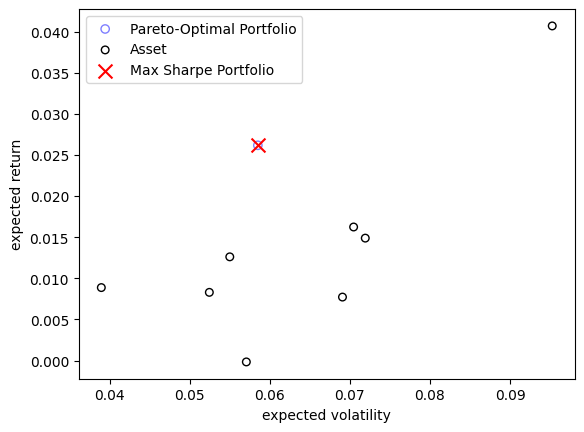 Pareto-Optimal Portfolio
Asset
Max Sharpe Portfolio
0.040
0.035
0.030
0.025
0.020
0.015
0.010
0.005
0.000
expected return
0.04 0.05 0.06 0.07 0.08 0.09
expected volatility